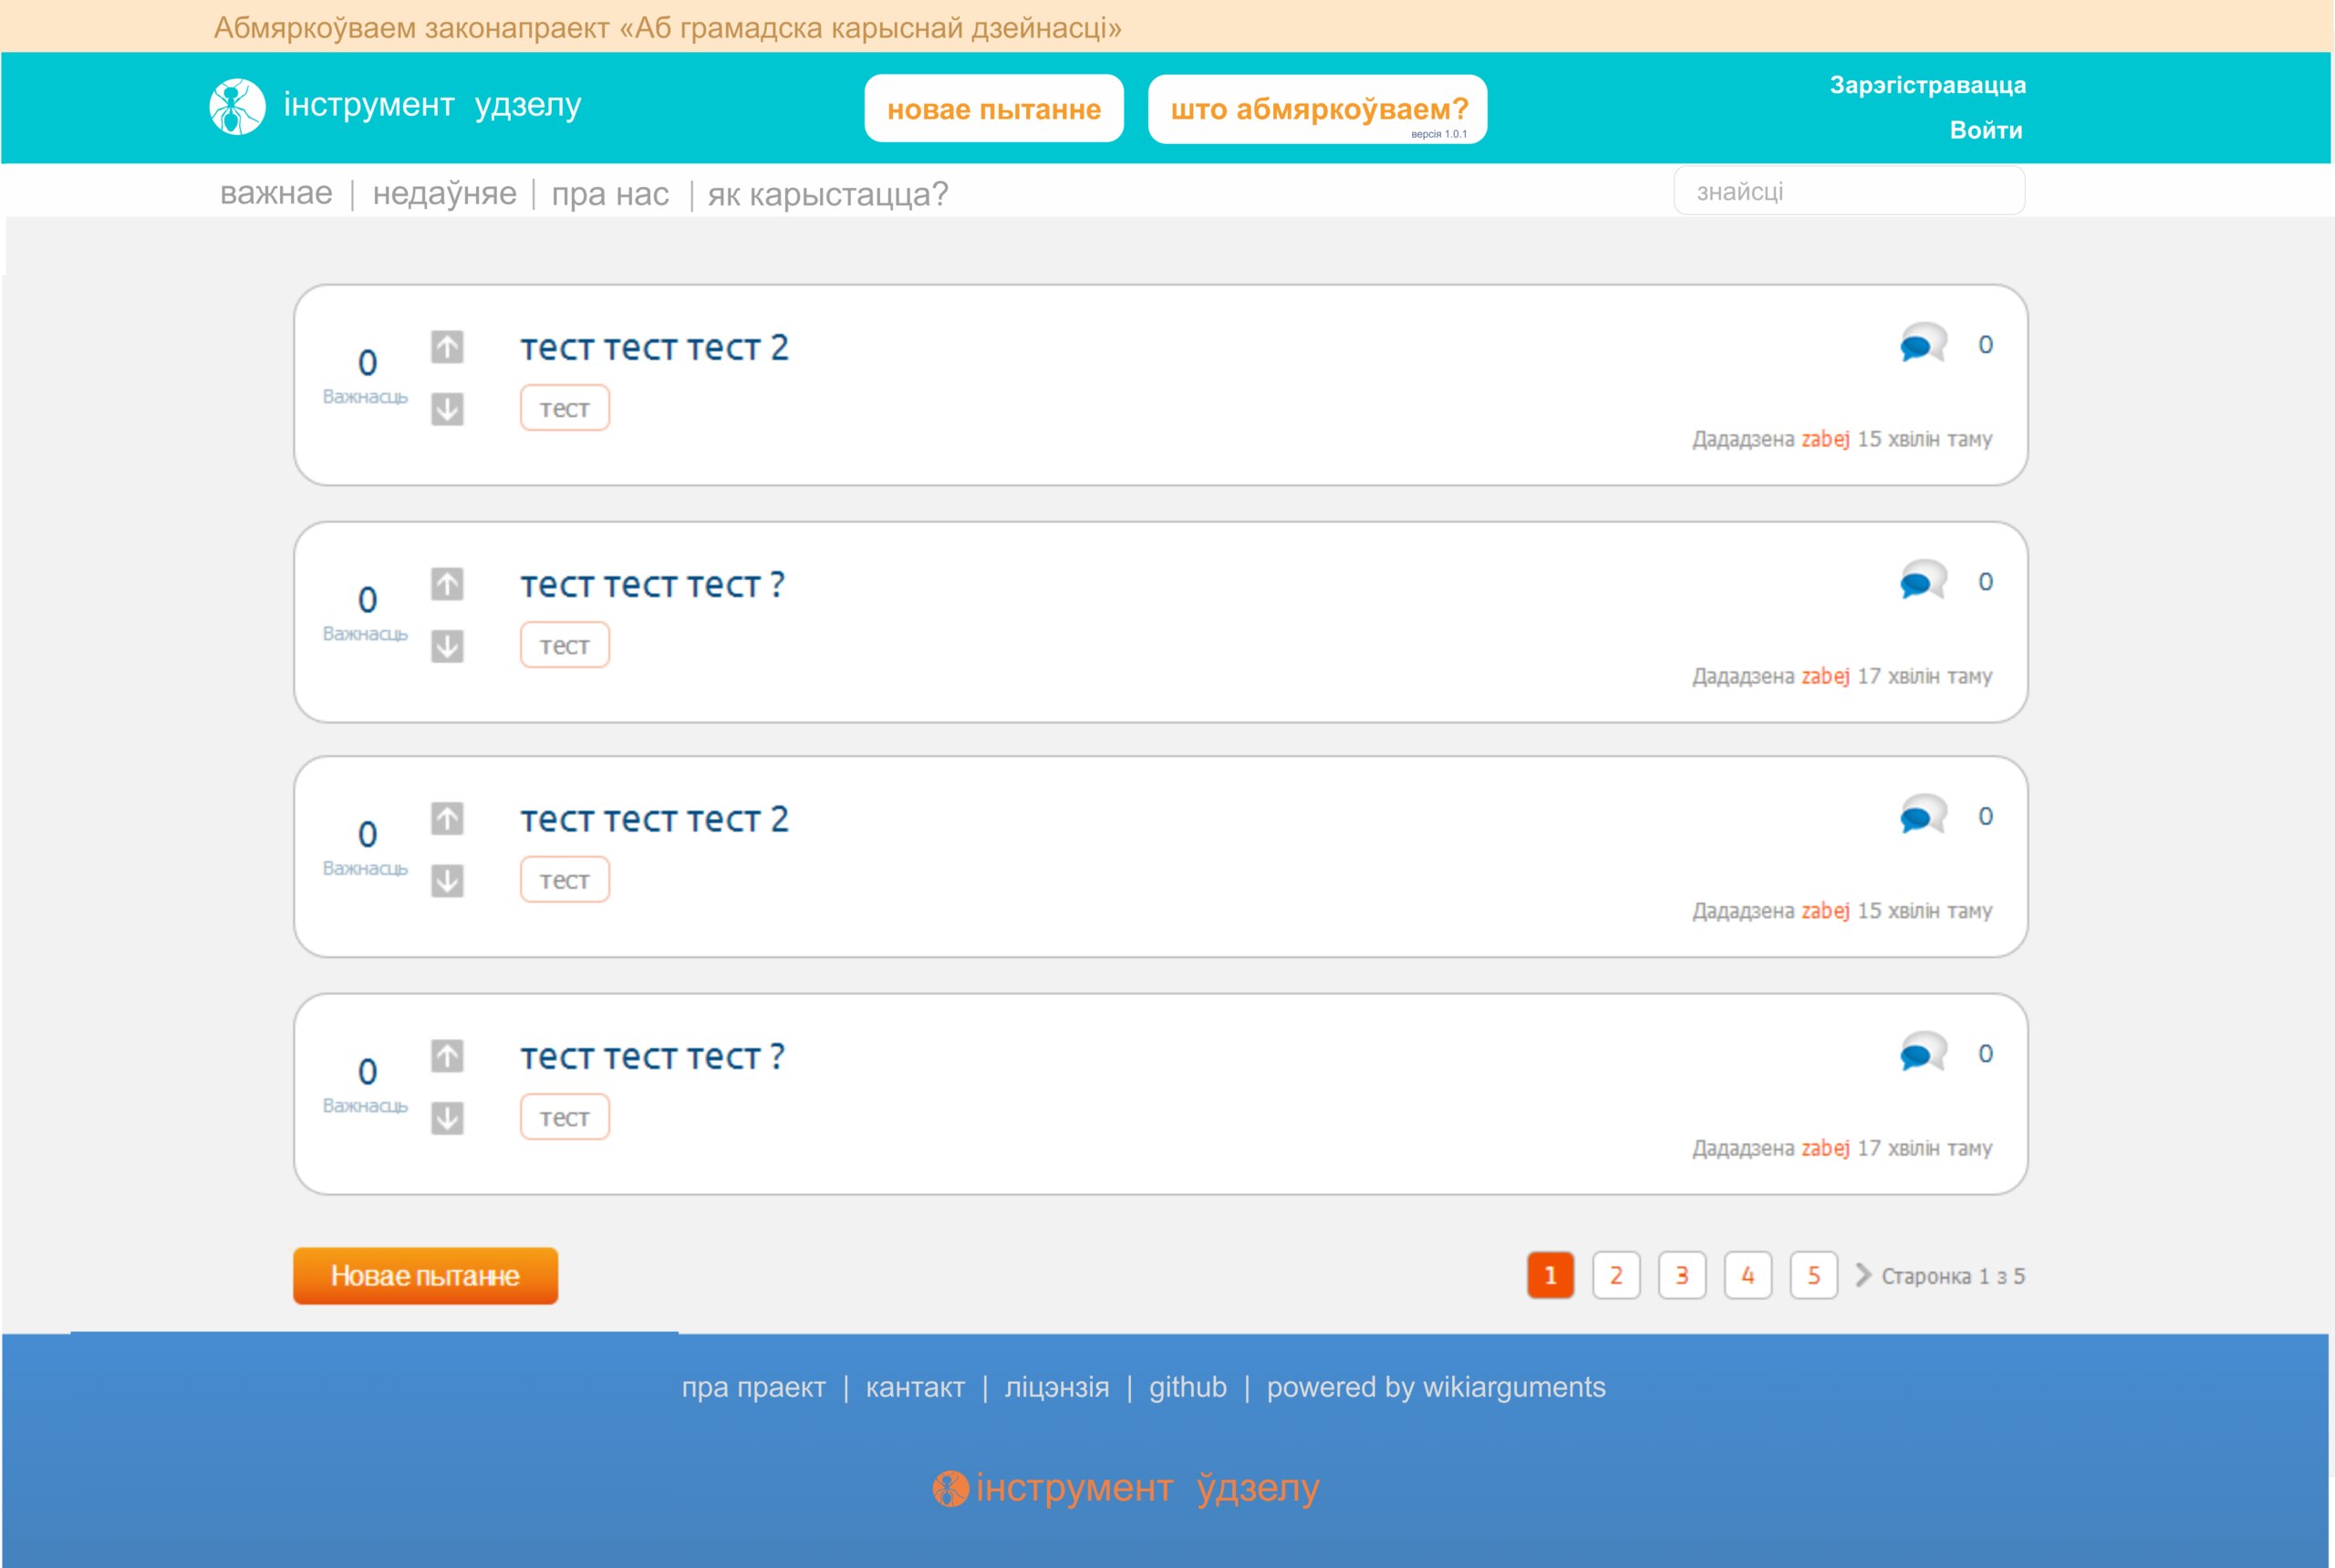 Абмяркоўваем законапраект «Аб грамадска карыснай дзейнасці»
інструмент удзелу
новае пытанне
што абмяркоўваем?
версія 1.0.1
Зарэгістравацца
Войти
важнае | недаўняе | пра нас | як карыстацца?
знайсці
0
Важнасць
тест тест тест 2
тест
0
Дададзена zabej 15 хвілін таму
0
Важнасць
тест тест тест ?
тест
0
Дададзена zabej 17 хвілін таму
0
Важнасць
тест тест тест 2
тест
0
Дададзена zabej 15 хвілін таму
0
Важнасць
тест тест тест ?
тест
0
Дададзена zabej 17 хвілін таму
Новае пытанне
1 2 3 4 5 Старонка 1 з 5
пра праект | кантакт | ліцэнзія | github | powered by wikiarguments
інструмент ўдзелу